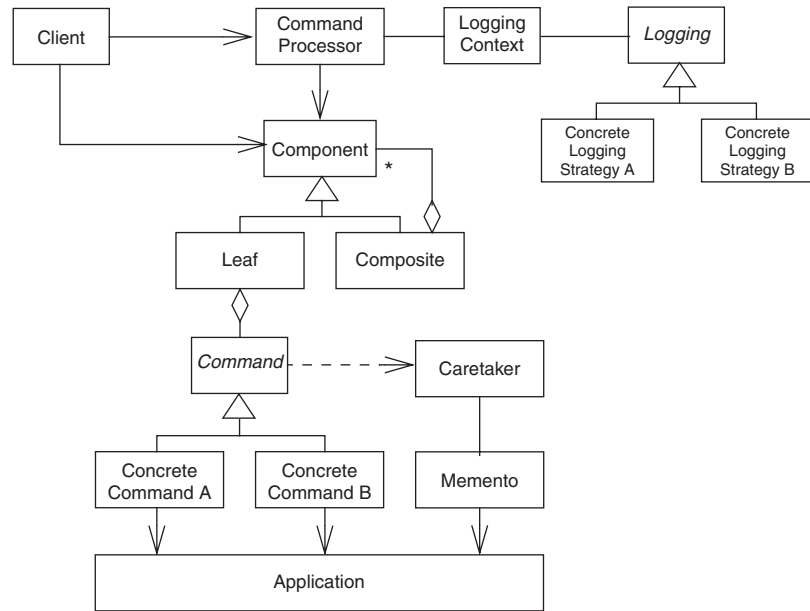 Client
Command
Processor
Logging
Context
Logging
Component
*
Concrete
Logging
Strategy A
Concrete
Logging
Strategy B
Leaf
Composite
Command
Caretaker
Concrete
Command A
Concrete
Command B
Memento
Application